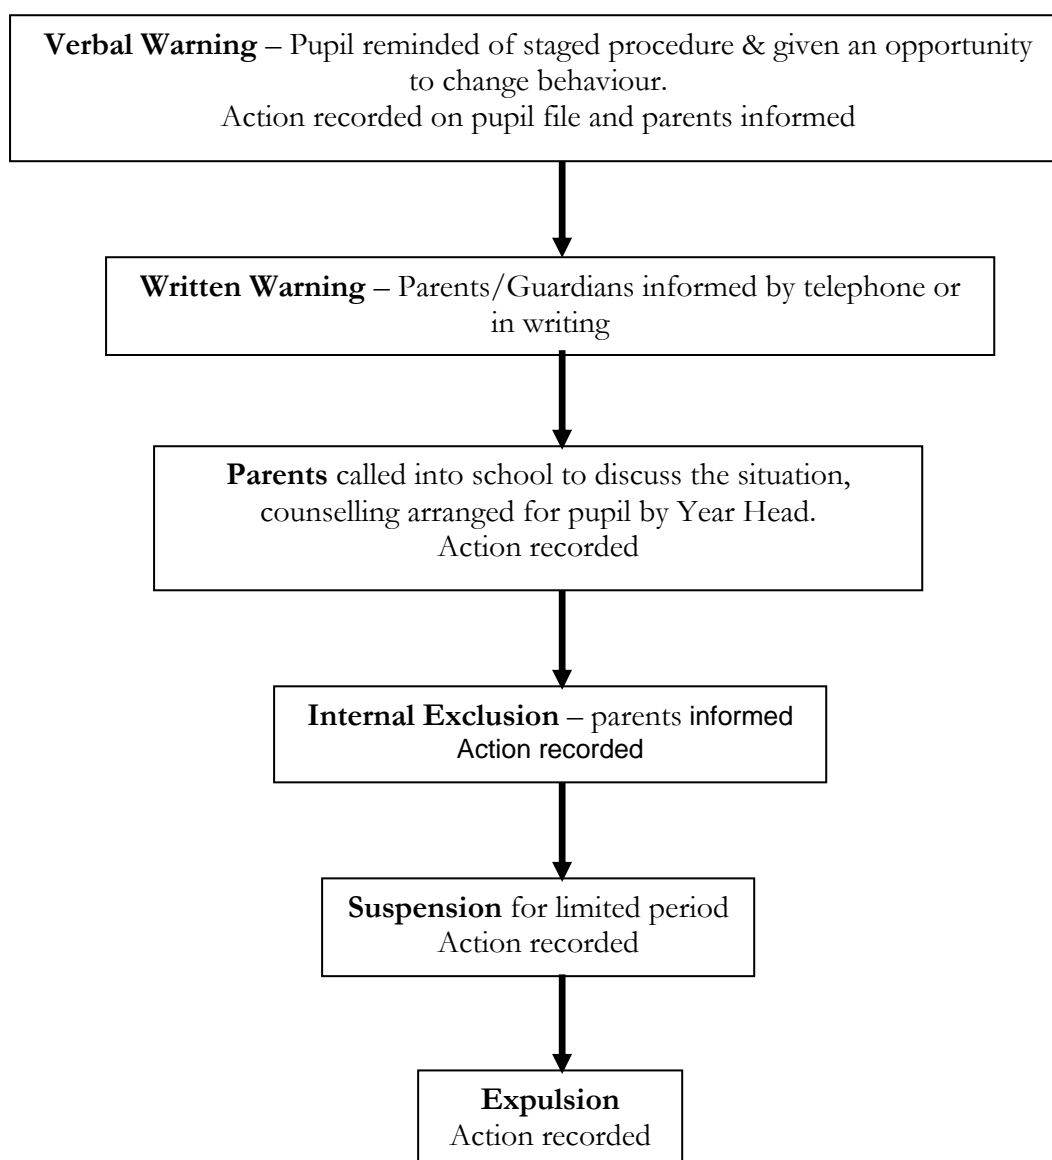 Verbal Warning – Pupil reminded of staged procedure & given an opportunity
to change behaviour.
Action recorded on pupil file and parents informed
Written Warning – Parents/Guardians informed by telephone or
in writing
Parents called into school to discuss the situation,
counselling arranged for pupil by Year Head.
Action recorded
Internal Exclusion – parents informed
Action recorded
Suspension for limited period
Action recorded
Expulsion
Action recorded